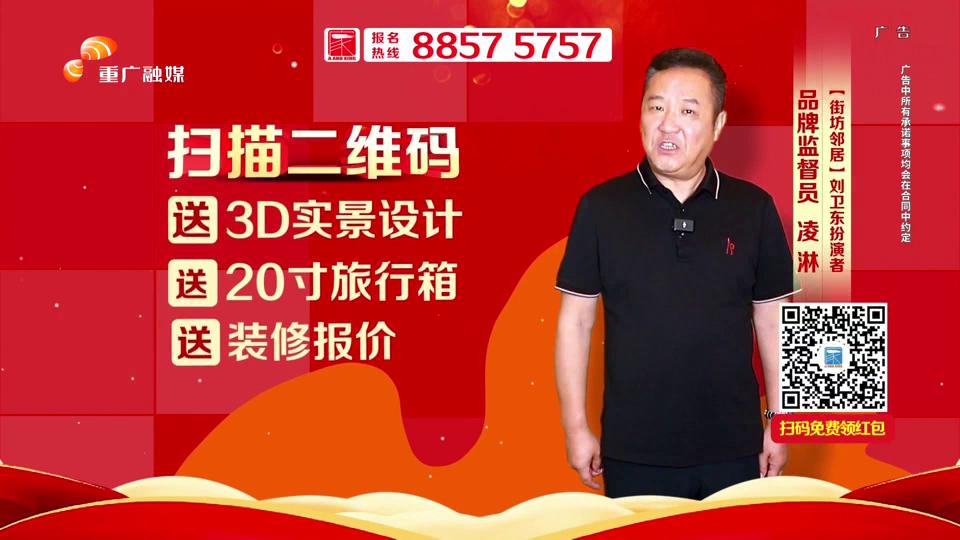 重广融媒
报名
热线
8857 5757
广告
扫描二维码
送 3D实景设计
送 20寸旅行箱
送 装修报价
【街坊邻居】刘卫东扮演者
品牌监督员 凌淋
广告中所有承诺事项均会在合同中约定
扫码免费领红包